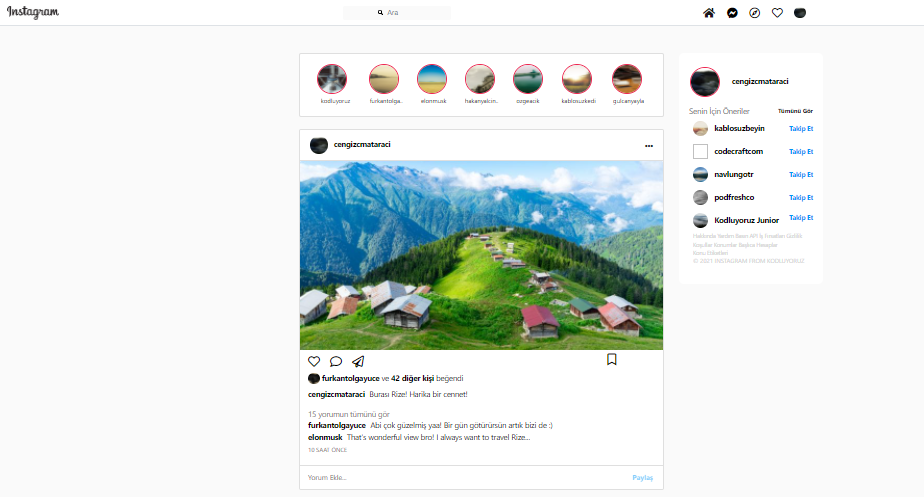 Instagram
Ara
kodluyoruz
furkantolga..
elonmusk
hakanyalcin..
ozgeacik
kablosuzkedi
gulcanyayla
cengizcmataraci
Burası Rize! Harika bir cennet!
cengizcmataraci
furkantolgayuce ve 42 diğer kişi beğendi
cengizcmataraci
15 yorumun tümünü gör
furkantolgayuce Abi çok güzelmiş yaa! Bir gün götürürsün artık bizi de :)
elonmusk That's wonderful view bro! I always want to travel Rize...
10 SAAT ÖNCE
Yorum Ekle...
Paylaş
Senin İçin Öneriler
Tümünü Gör
kablosuzbeyin
Takip Et
codecraftcom
Takip Et
navlungotr
Takip Et
podfreshco
Takip Et
Kodluyoruz Junior
Takip Et
Hakkında Yardım Basın API İş Fırsatları Gizlilik
Koşullar Konumlar Başlıca Hesaplar
Konu Etiketleri
© 2021 INSTAGRAM FROM KODLUYORUZ